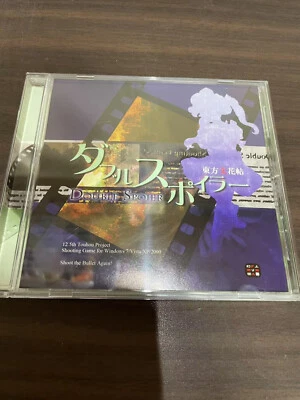 ダブルスポイラー
東方 花帖
DOUBLE SPOILER
12.5th Touhou Project
Shooting Game for Windows 7/Vista/XP/2000
Shoot the Bullet Again!